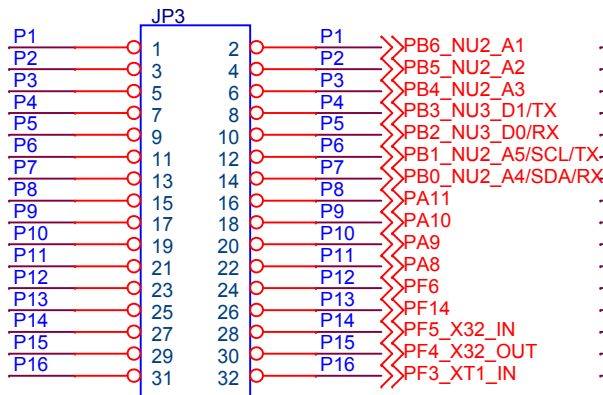 JP3
P1 1 2 P1 PB6_NU2_A1
P2 3 4 P2 PB5_NU2_A2
P3 5 6 P3 PB4_NU2_A3
P4 7 8 P4 PB3_NU3_D1/TX
P5 9 10 P5 PB2_NU3_D0/RX
P6 11 12 P6 PB1_NU2_A5/SCL/TX
P7 13 14 P7 PB0_NU2_A4/SDA/RX
P8 15 16 P8 PA11
P9 17 18 P9 PA10
P10 19 20 P10 PA9
P11 21 22 P11 PA8
P12 23 24 P12 PF6
P13 25 26 P13 PF14
P14 27 28 P14 PF5_X32_IN
P15 29 30 P15 PF4_X32_OUT
P16 31 32 P16 PF3_XT1_IN